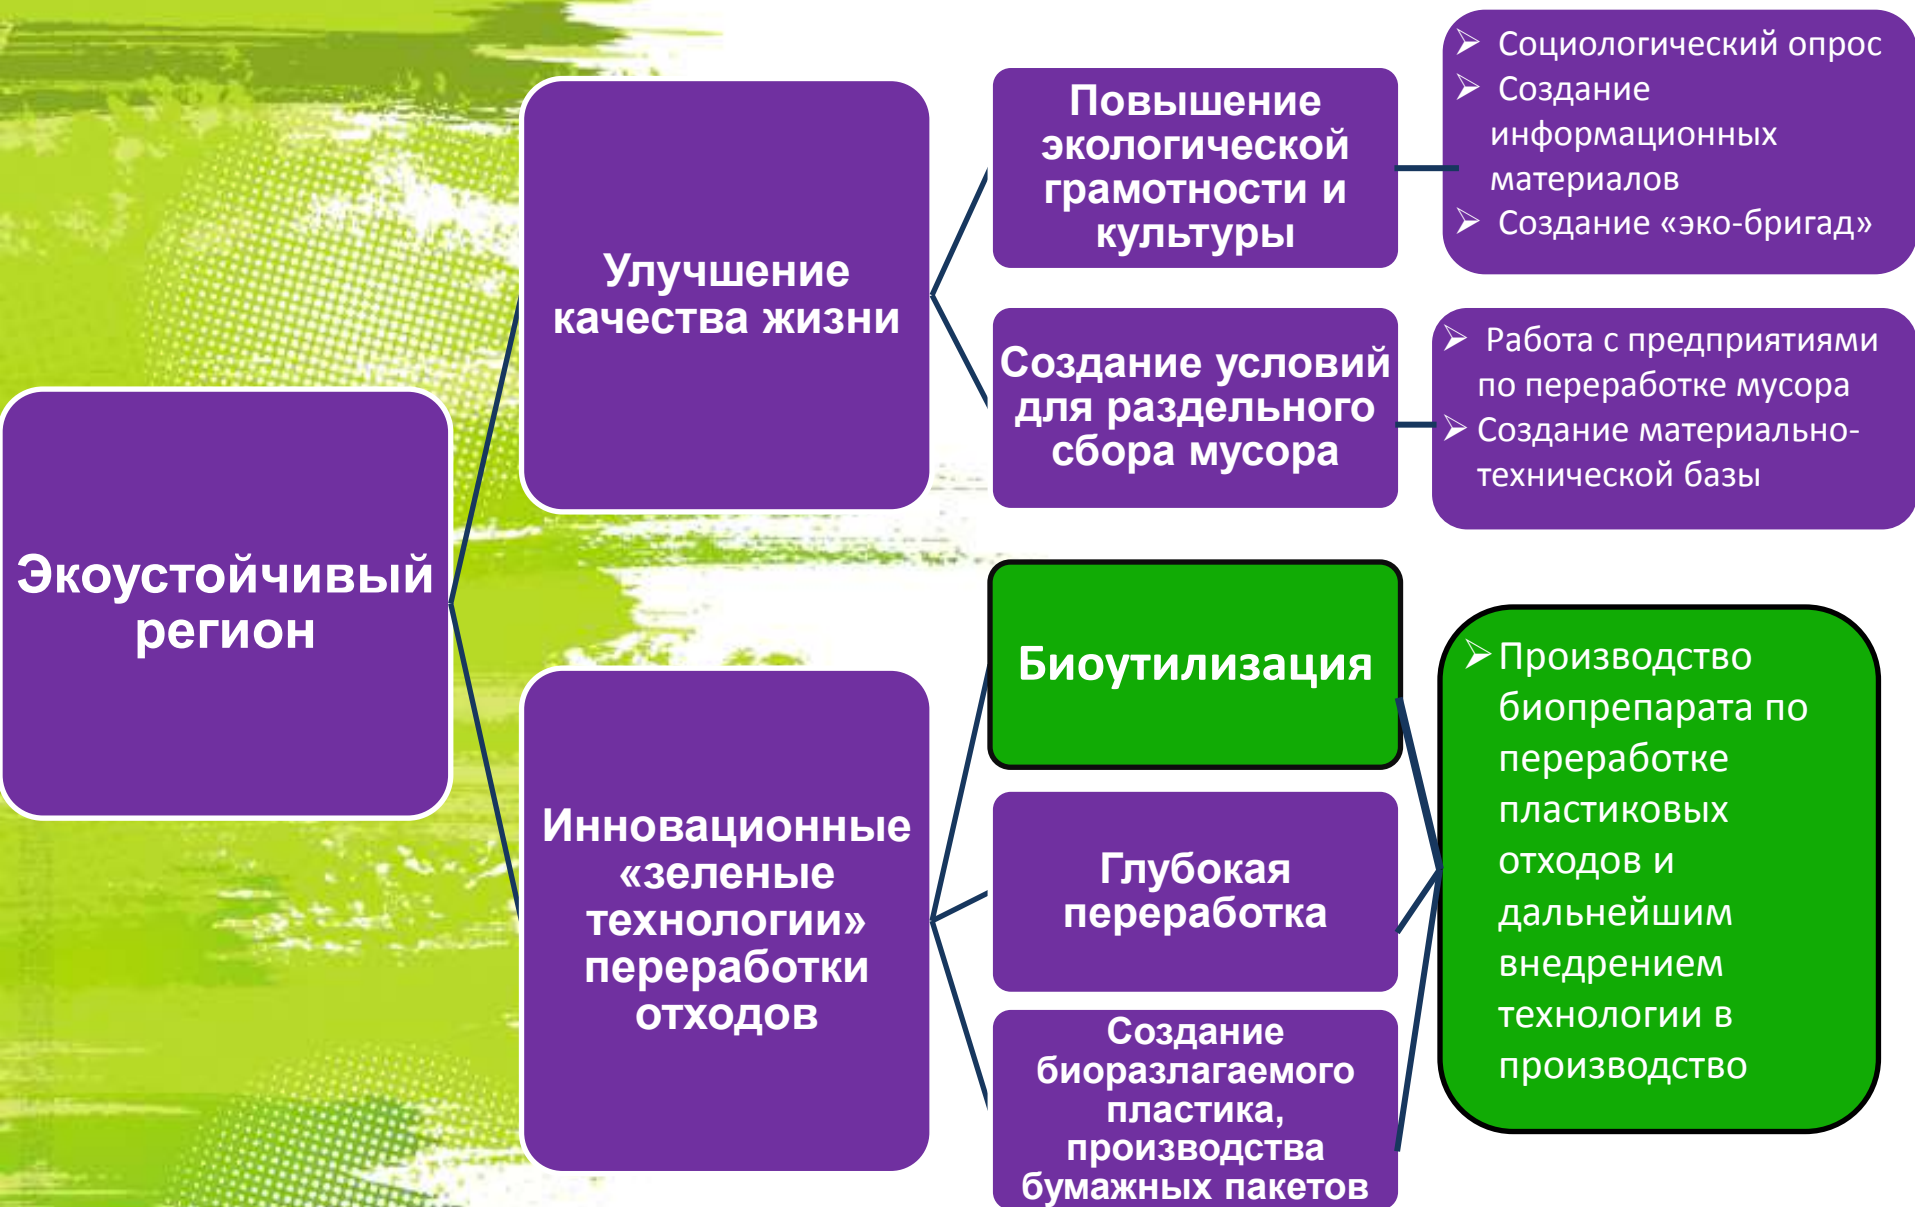 Экоустойчивый
регион
Улучшение
качества жизни
Повышение
экологической
грамотности и
культуры
➢ Социологический опрос
➢ Создание
информационных
материалов
➢ Создание «эко-бригад»
Создание условий
для раздельного
сбора мусора
➢ Работа с предприятиями
по переработке мусора
➢ Создание материально-
технической базы
Инновационные
«зеленые
технологии»
переработки
отходов
Биоутилизация
Глубокая
переработка
Создание
биоразлагаемого
пластика,
производства
бумажных пакетов
➢ Производство
биопрепарата по
переработке
пластиковых
отходов и
дальнейшим
внедрением
технологии в
производство